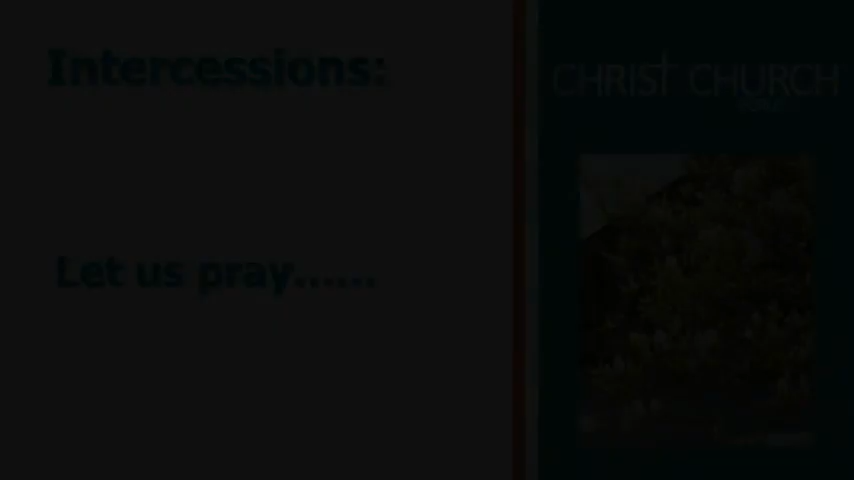 Intercessions:
CHRIST CHURCH
Let us pray......